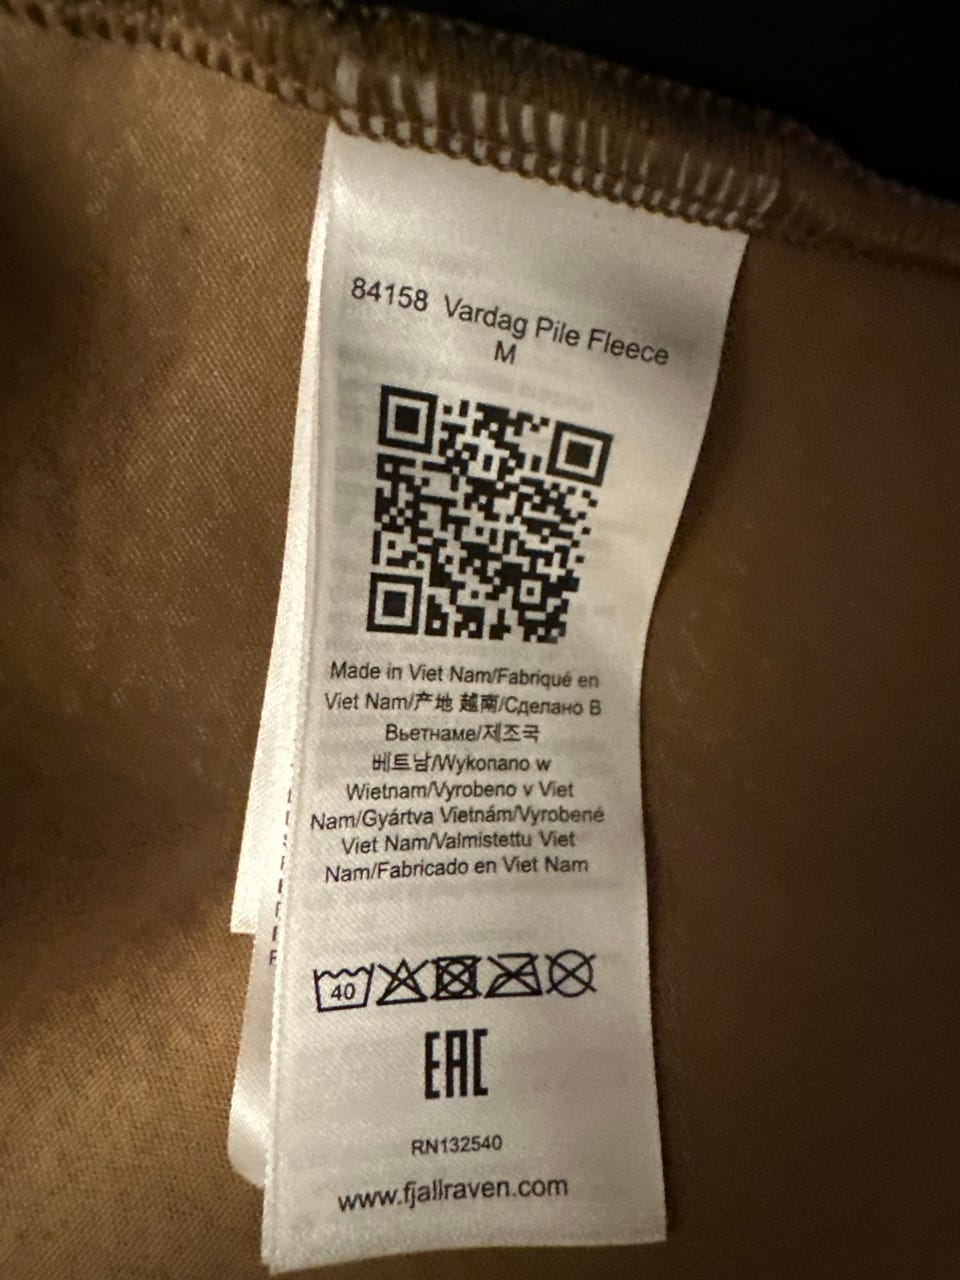 84158 Vardag Pile Fleece
M
Made in Viet Nam/Fabriqué en
Viet Nam/产地 越南/Сделано В
Вьетнаме/제조국
베트남/Wykonano w
Wietnam/Vyrobeno v Viet
Nam/Gyártva Vietnám/Vyrobené
Viet Nam/Valmistettu Viet
Nam/Fabricado en Viet Nam
40
EAC
RN132540
www.fjallraven.com